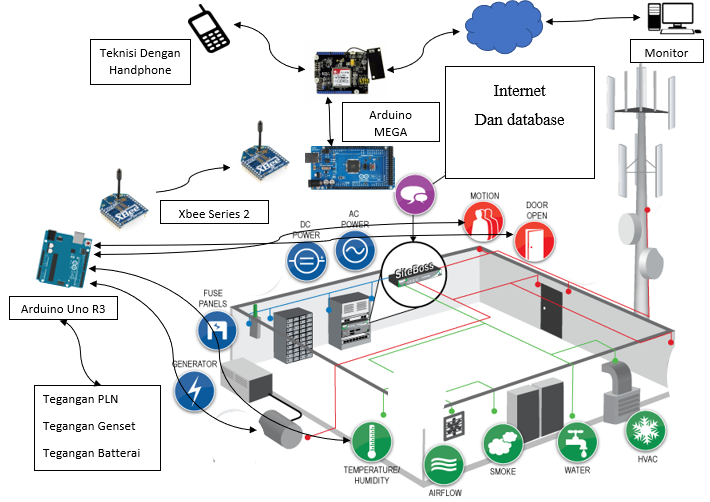 Teknisi Dengan
Handphone
Monitor
Internet
Dan database
Arduino
MEGA
Xbee
Xbee
Xbee Series 2
MOTION
DOOR
OPEN
AC
POWER
DC
POWER
SiteBoss
FUSE
PANELS
Arduino Uno R3
GENERATOR
Tegangan PLN
Tegangan Genset
Tegangan Batterai
TEMPERATURE/
HUMIDITY
AIRFLOW
SMOKE
WATER
HVAC